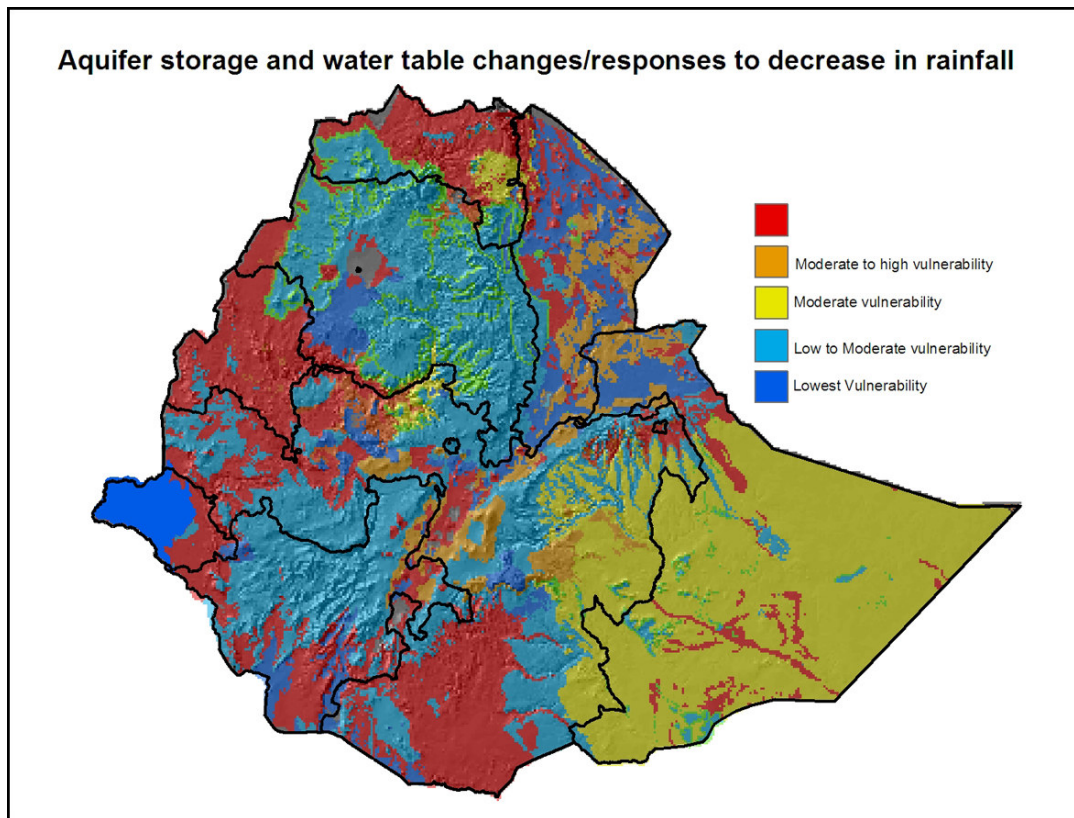 Aquifer storage and water table changes/responses to decrease in rainfall
Moderate to high vulnerability
Moderate vulnerability
Low to Moderate vulnerability
Lowest Vulnerability